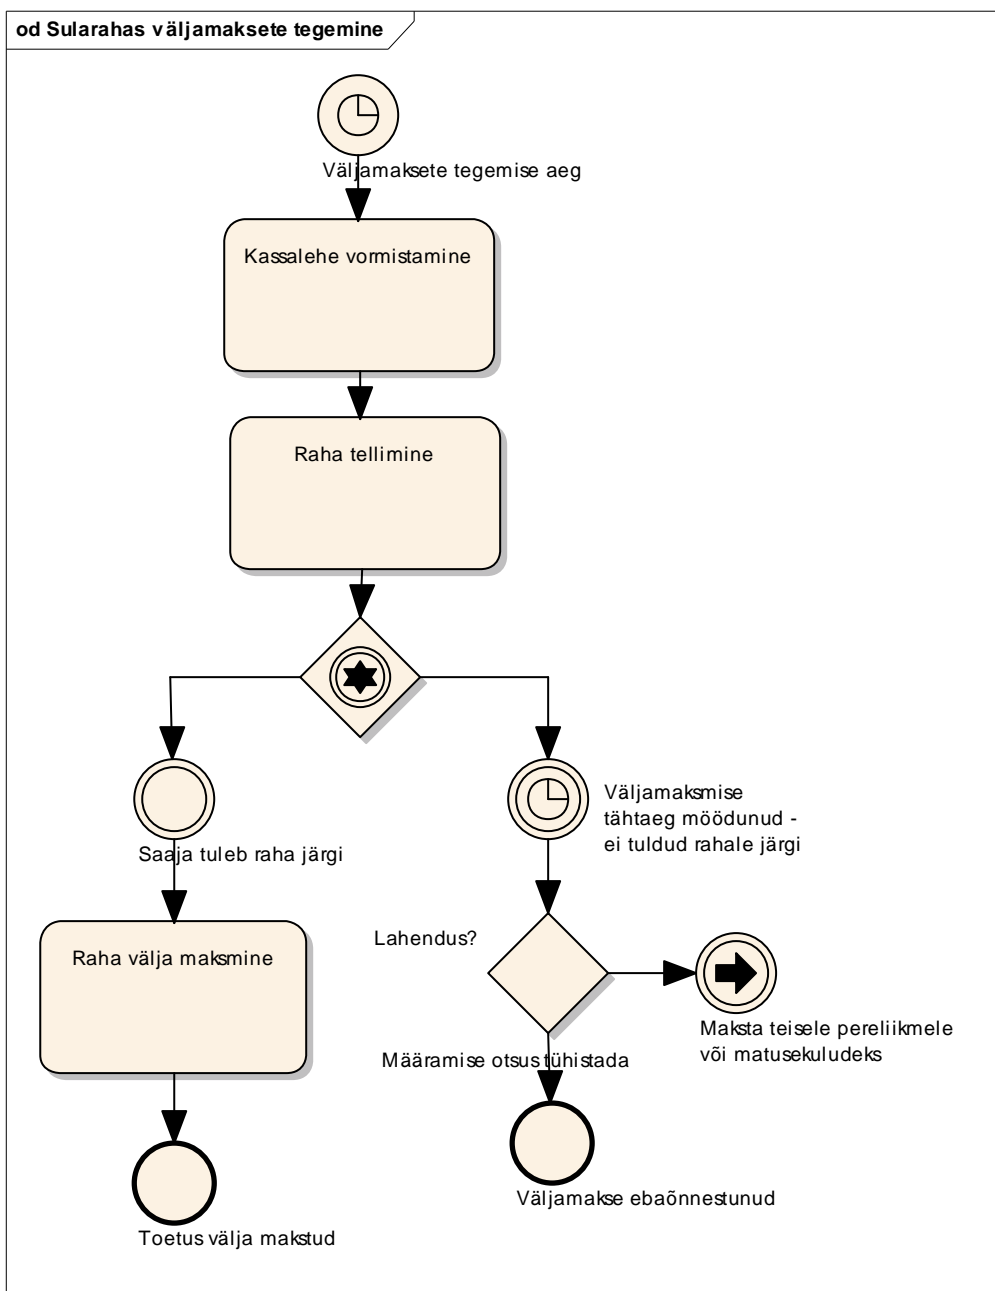 od Sularahas väljamaksete tegemine
Väljamaksete tegemise aeg
Kassalehe vormistamine
Raha tellimine
Saaja tuleb raha järgi
Väljamaksmise
tähtaeg möödunud -
ei tuldud rahale järgi
Raha välja maksmine
Lahendus?
Maksta teisele pereliikmele
või matusekuludeks
Määramise otsus tühistada
Väljamakse ebaõnnestunud
Toetus välja makstud